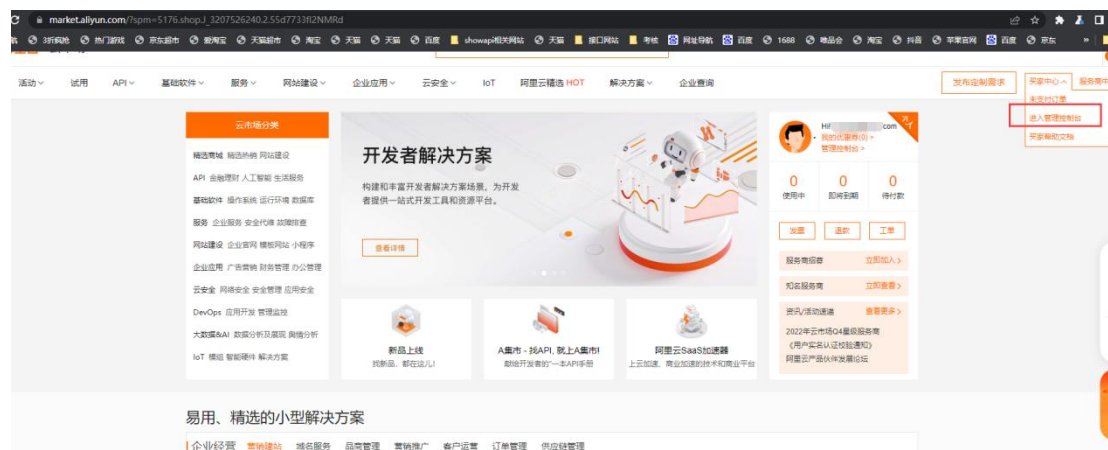 market.aliyun.com/?spm=5176.shop.J_3207526240.2.55d7733fI2NMRd
3折疯抢 热门游戏 京东超市 爱淘宝 天猫超市 淘宝 天猫 天猫 百度 showapi相关网站 天猫 接口网站 考核 网址导航 百度 1688 唯品会 淘宝 抖音 苹果官网 百度 京东
活动 试用 API 基础软件 服务 网站建设 企业应用 云安全 IoT 阿里云精选 HOT 解决方案 企业查询 发布定制需求 买家中心 服务商中
未支付订单
进入管理控制台
买家帮助文档
云市场分类
精选商城 精选热销 网站建设
API 金融理财 人工智能 生活服务
基础软件 操作系统 运行环境 数据库
服务 企业服务 安全代维 故障排查
网站建设 企业官网 模板网站 小程序
企业应用 广告营销 财务管理 办公管理
云安全 网络安全 安全管理 应用安全
DevOps 应用开发 管理监控
大数据&AI 数据分析及展现 舆情分析
IoT 模组 智能硬件 解决方案
开发者解决方案
构建和丰富开发者解决方案场景，为开发
者提供一站式开发工具和资源平台。
查看详情
新品上线
找新品，都在这儿!
A集市 - 找API, 就上A集市!
献给开发者的“一本API手册
阿里云SaaS加速器
上云加速，商业加速的技术和商业平台
Hi! com
我的优惠券(0) >
管理控制台 >
0 0 0
使用中 即将到期 待付款
发票 退款 工单
服务商招募 立即加入 >
知名服务商 立即查看 >
资讯/活动速递 查看更多 >
2022年云市场Q4星级服务商
《用户实名认证校验通知》
阿里云产品伙伴发展论坛
易用、精选的小型解决方案
企业经营 营销建站 域名服务 品商管理 营销推广 客户运营 订单管理 供应链管理